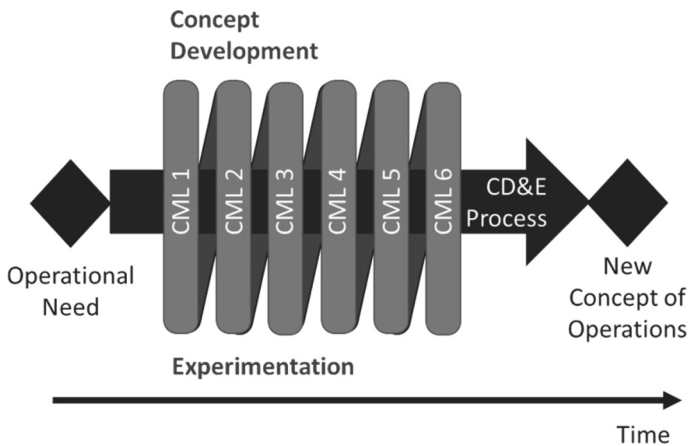 Concept
Development
CML 1
CML 2
CML 3
CML 4
CML 5
CML 6
CD&E
Process
Operational
Need
New
Concept of
Operations
Experimentation
Time